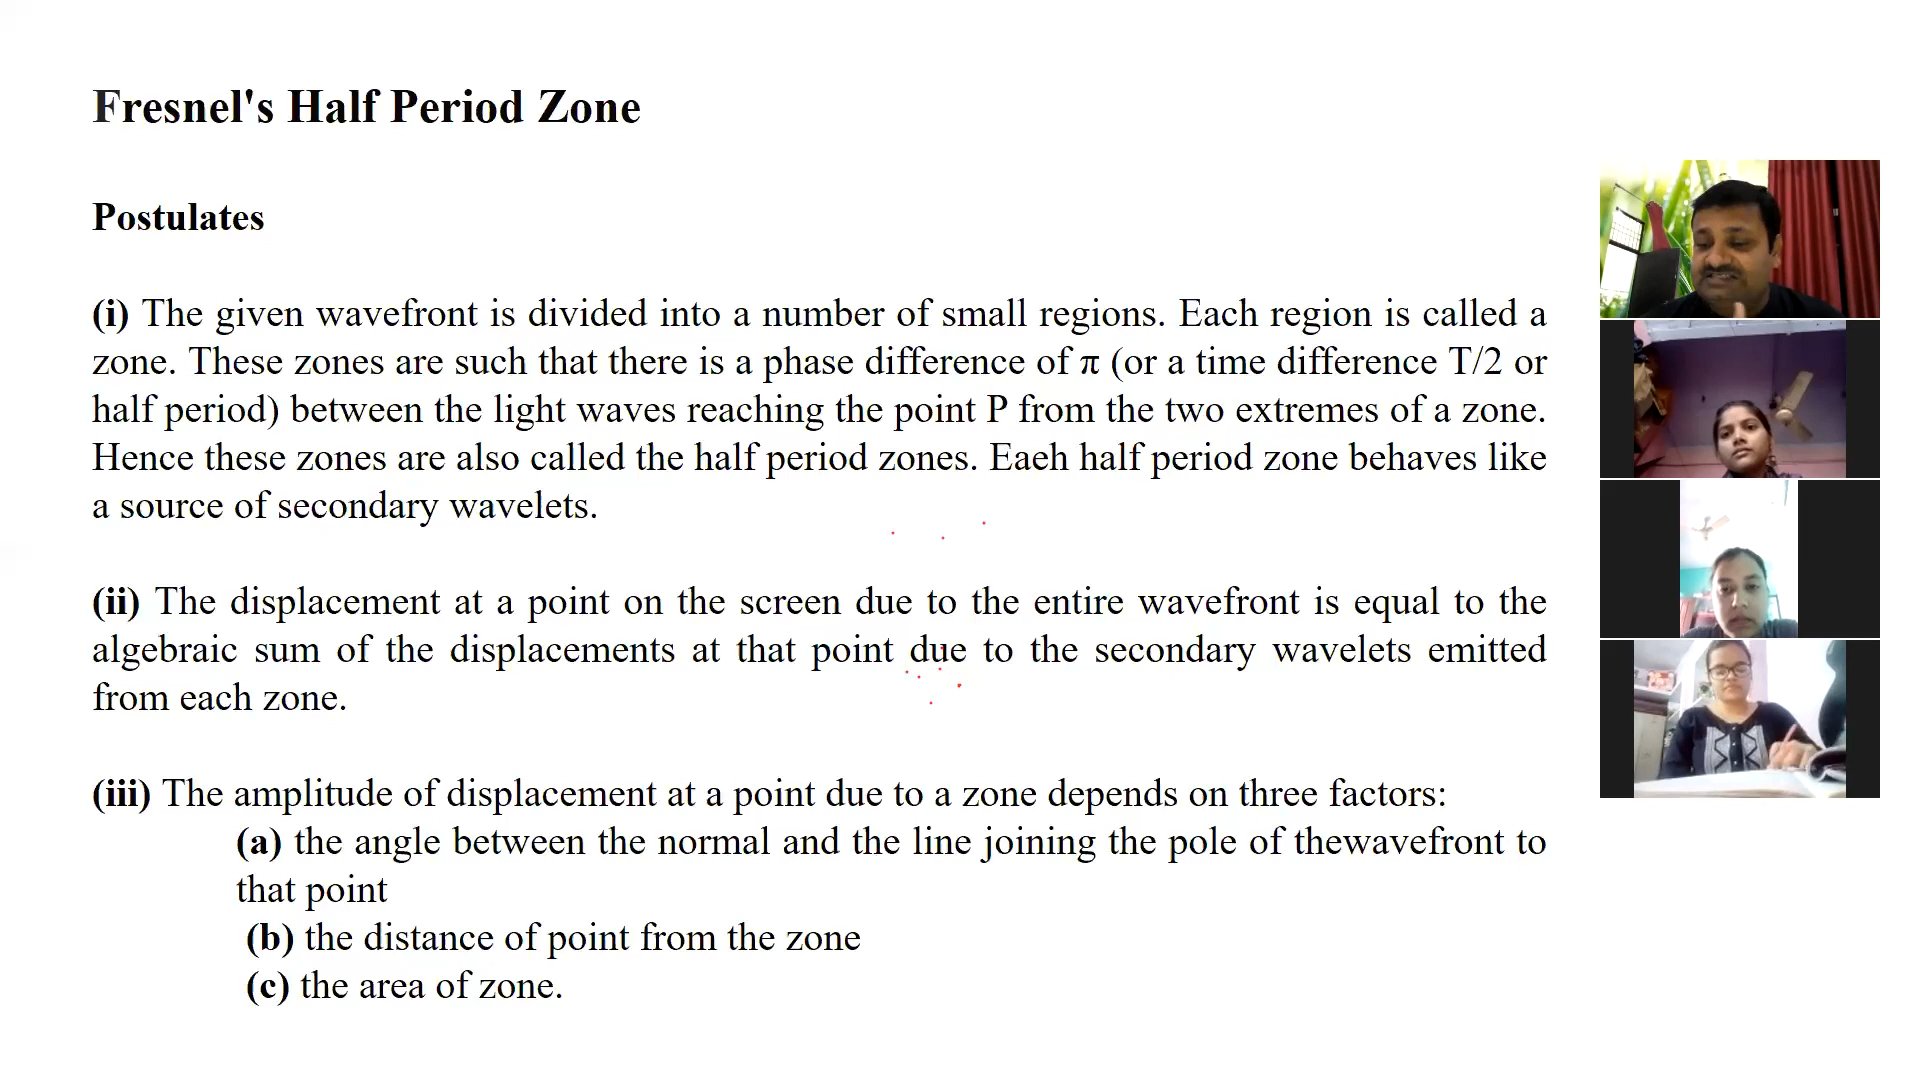 Fresnel's Half Period Zone
Postulates
(i) The given wavefront is divided into a number of small regions. Each region is called a
zone. These zones are such that there is a phase difference of π (or a time difference T/2 or
half period) between the light waves reaching the point P from the two extremes of a zone.
Hence these zones are also called the half period zones. Eaeh half period zone behaves like
a source of secondary wavelets.
(ii) The displacement at a point on the screen due to the entire wavefront is equal to the
algebraic sum of the displacements at that point due to the secondary wavelets emitted
from each zone.
(iii) The amplitude of displacement at a point due to a zone depends on three factors:
(a) the angle between the normal and the line joining the pole of thewavefront to
that point
(b) the distance of point from the zone
(c) the area of zone.